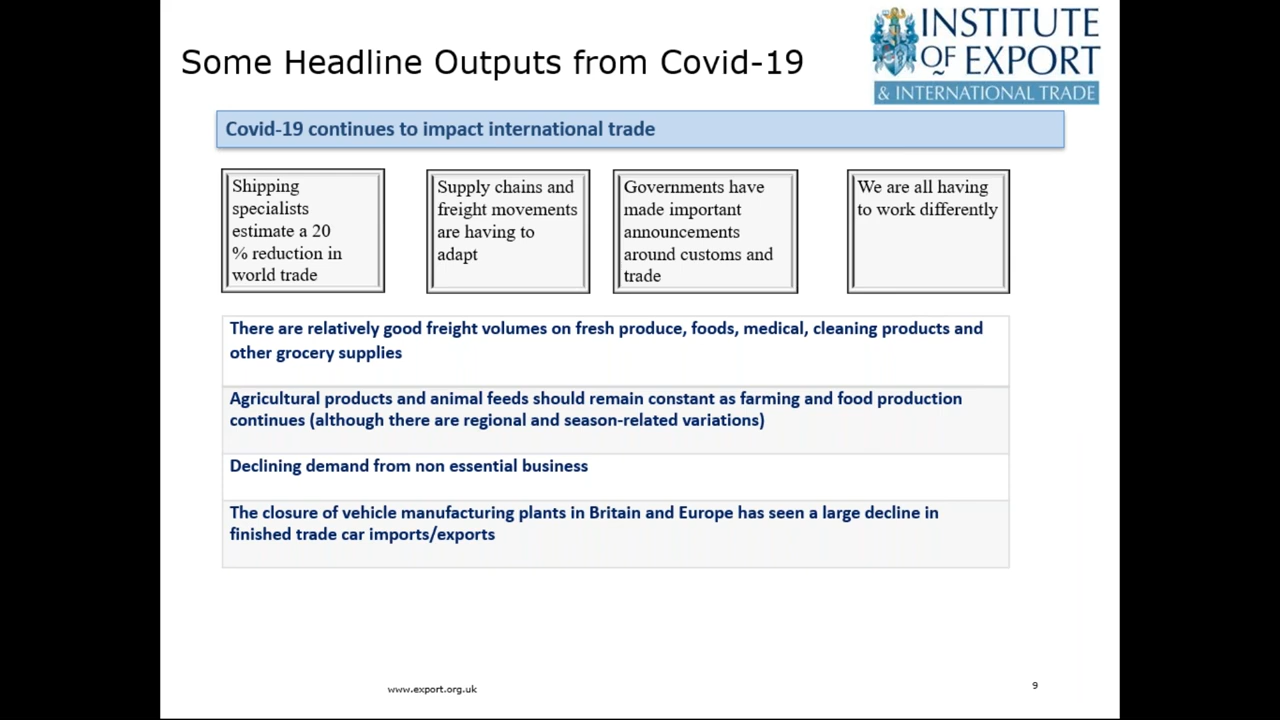 Some Headline Outputs from Covid-19
INSTITUTE
OF EXPORT
& INTERNATIONAL TRADE
Covid-19 continues to impact international trade
Shipping
specialists
estimate a 20
% reduction in
world trade
Supply chains and
freight movements
are having to
adapt
Governments have
made important
announcements
around customs and
trade
We are all having
to work differently
There are relatively good freight volumes on fresh produce, foods, medical, cleaning products and
other grocery supplies
Agricultural products and animal feeds should remain constant as farming and food production
continues (although there are regional and season-related variations)
Declining demand from non essential business
The closure of vehicle manufacturing plants in Britain and Europe has seen a large decline in
finished trade car imports/exports
www.export.org.uk
9